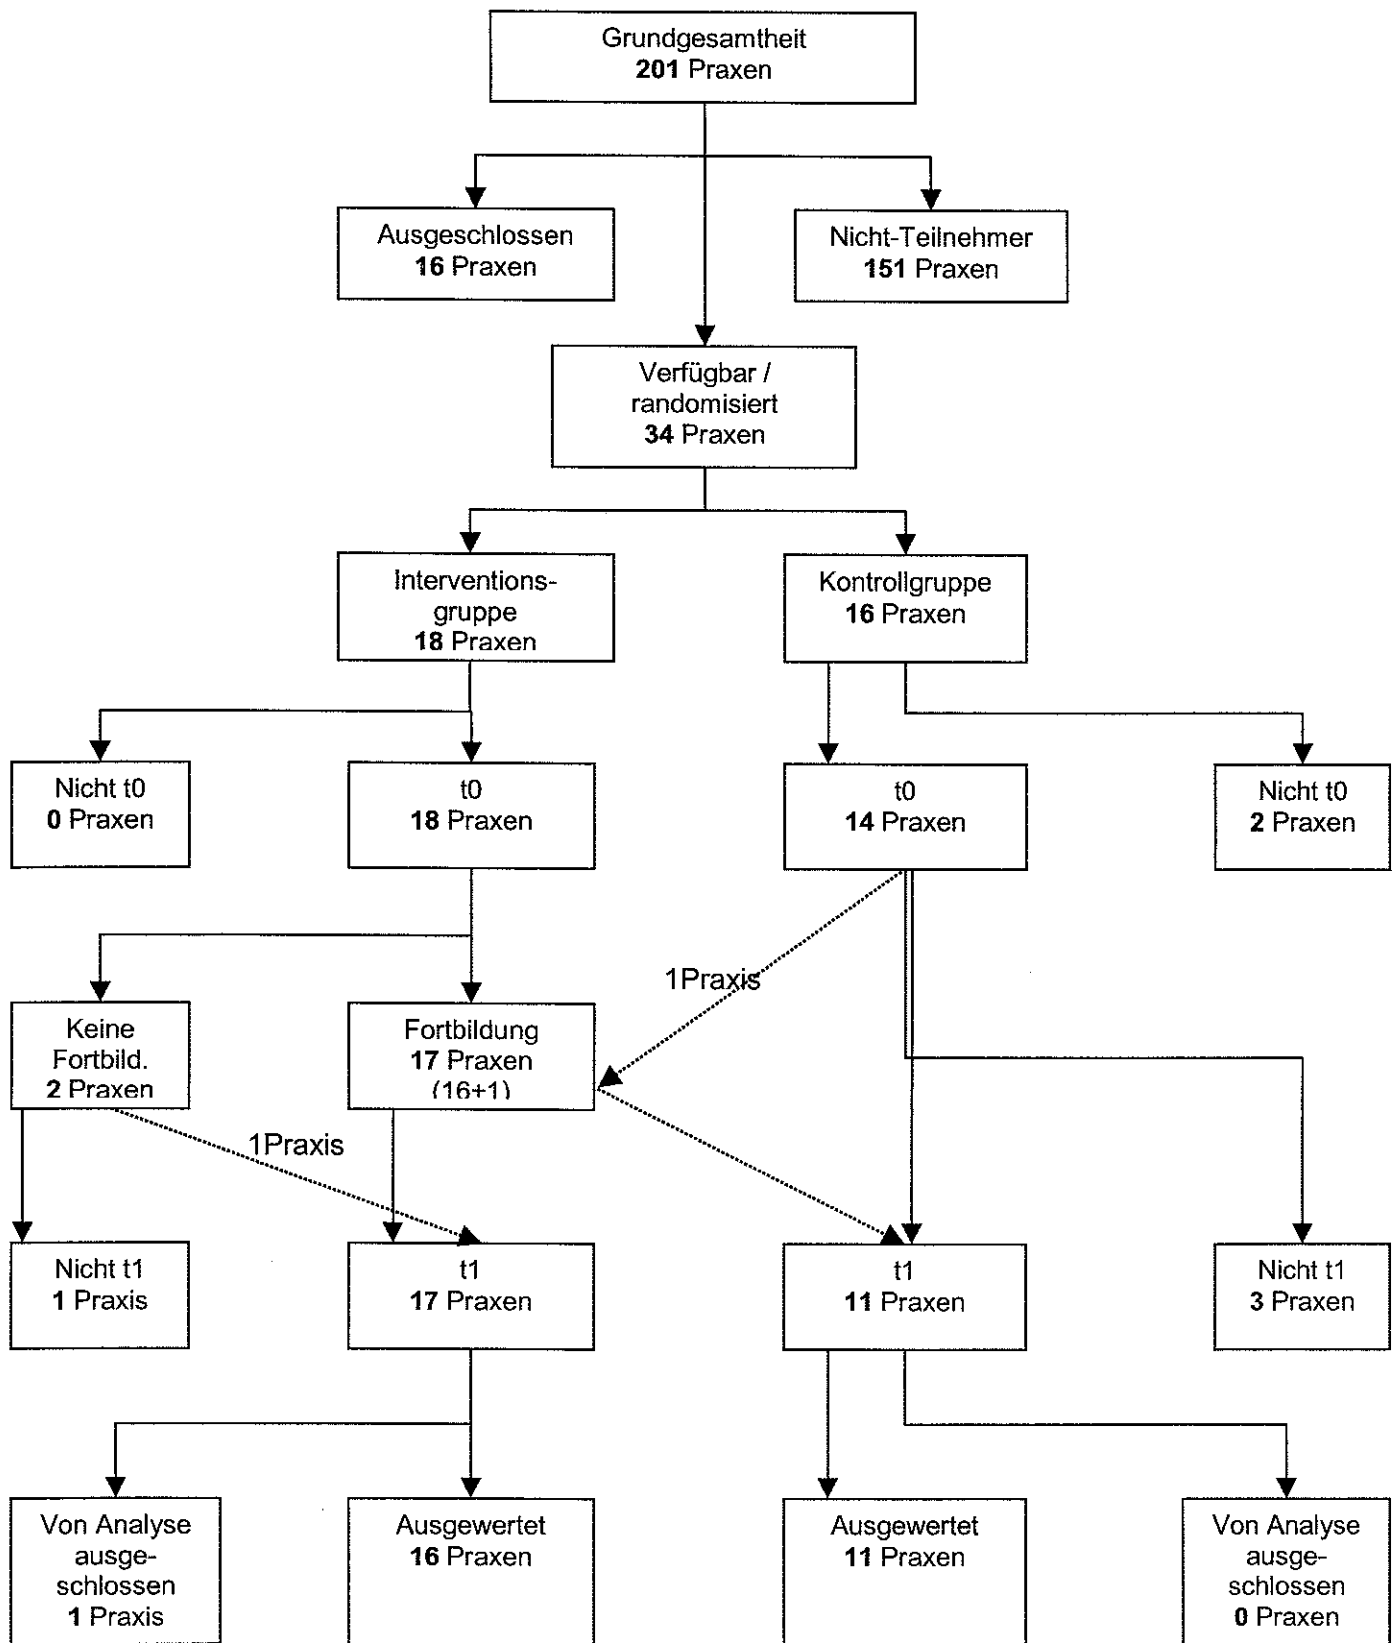 Grundgesamtheit
201 Praxen
Ausgeschlossen
16 Praxen
Nicht-Teilnehmer
151 Praxen
Verfügbar /
randomisiert
34 Praxen
Interventions-
gruppe
18 Praxen
Kontrollgruppe
16 Praxen
Nicht t0
0 Praxen
t0
18 Praxen
t0
14 Praxen
Nicht t0
2 Praxen
1Praxis
Keine
Fortbild.
2 Praxen
Fortbildung
17 Praxen
(16+1)
1Praxis
Nicht t1
1 Praxis
t1
17 Praxen
t1
11 Praxen
Nicht t1
3 Praxen
Von Analyse
ausge-
schlossen
1 Praxis
Ausgewertet
16 Praxen
Ausgewertet
11 Praxen
Von Analyse
ausge-
schlossen
0 Praxen